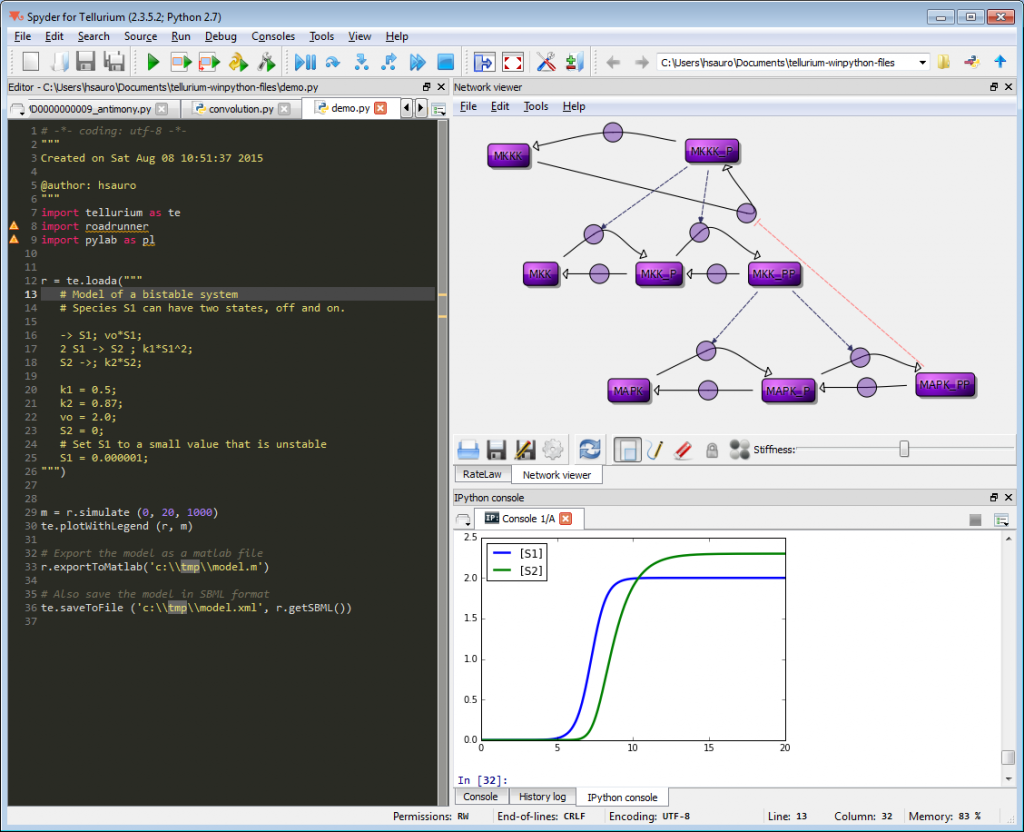 Spyder for Tellurium (2.3.5.2; Python 2.7)
File Edit Search Source Run Debug Consoles Tools View Help
C:\Users\hsauro\Documents\tellurium-winpython-files
Editor - C:\Users\hsauro\Documents\tellurium-winpython-files\demo.py
D0000000009_antimony.py convolution.py demo.py
1 # -*- coding: utf-8 -*-
2 """
3 Created on Sat Aug 08 10:51:37 2015
4
5 @author: hsauro
6 """
7 import tellurium as te
8 import roadrunner
9 import pylab as pl
10
11
12 r = te.loada("""
13 # Model of a bistable system
14 # Species S1 can have two states, off and on.
15
16 -> S1; vo*S1;
17 2 S1 -> S2 ; k1*S1^2;
18 S2 ->; k2*S2;
19
20 k1 = 0.5;
21 k2 = 0.87;
22 vo = 2.0;
23 S2 = 0;
24 # Set S1 to a small value that is unstable
25 S1 = 0.000001;
26 """)
27
28
29 m = r.simulate (0, 20, 1000)
30 te.plotWithLegend (r, m)
31
32 # Export the model as a matlab file
33 r.exportToMatlab('c:\\tmp\\model.m')
34
35 # Also save the model in SBML format
36 te.saveToFile ('c:\\tmp\\model.xml', r.getSBML())
37
Network viewer
File Edit Tools Help
MKKK MKKK_P
MKK MKK_P MKK_PP
MAPK MAPK_P MAPK_PP
Stiffness:
RateLaw Network viewer
IPython console
IP: Console 1/A
2.5
2.0
1.5
1.0
0.5
0.0
[S1]
[S2]
0 5 10 15 20
In [32]:
Console History log IPython console
Permissions: RW End-of-lines: CRLF Encoding: UTF-8 Line: 13 Column: 32 Memory: 83 %